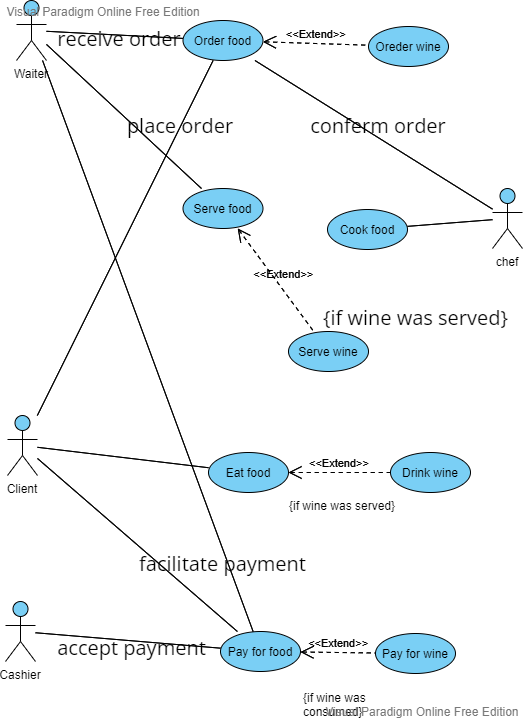 Visual Paradigm Online Free Edition
recelve order
Order food
<<Extend>>
Oreder wine
Waiter
place order
conferm order
Serve food
Cook food
chef
<<Extend>>
{if wine was served}
Serve wine
Client
Eat food
<<Extend>>
Drink wine
{if wine was served}
facilitate payment
accept payment
Pay for food
<<Extend>>
Pay for wine
Cashier
{if wine was
consumed}
Visual Paradigm Online Free Edition